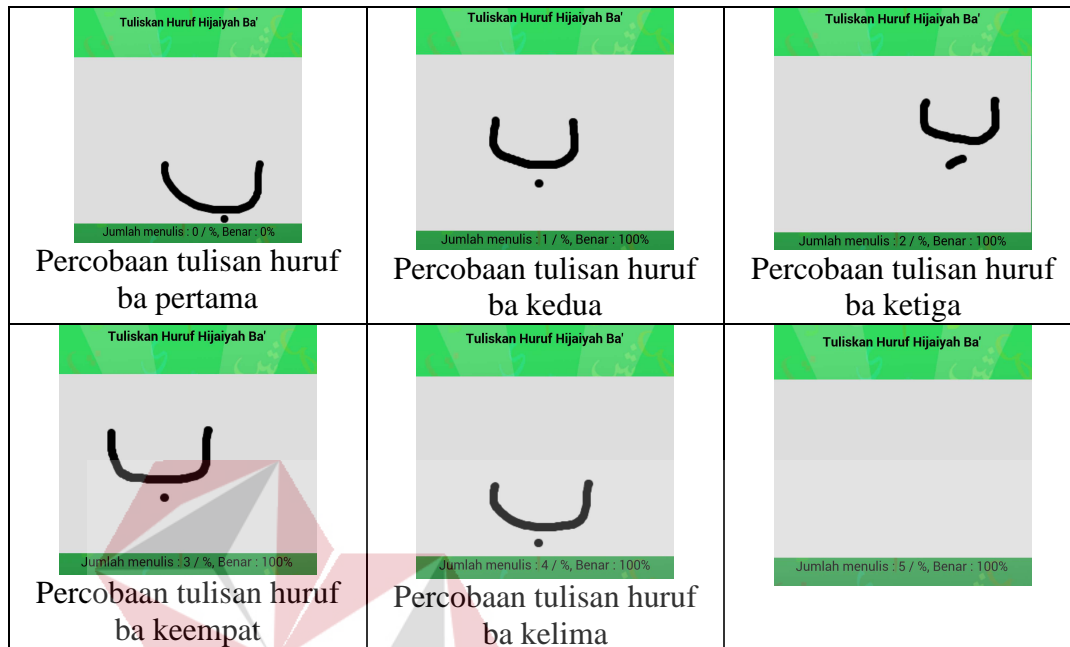 Tuliskan Huruf Hijaiyah Ba'
Jumlah menulis : 0 / %, Benar : 0%
Percobaan tulisan huruf
ba pertama
Tuliskan Huruf Hijaiyah Ba'
Jumlah menulis : 1 / %, Benar : 100%
Percobaan tulisan huruf
ba kedua
Tuliskan Huruf Hijaiyah Ba'
Jumlah menulis : 2 / %, Benar : 100%
Percobaan tulisan huruf
ba ketiga
Tuliskan Huruf Hijaiyah Ba'
ب
Jumlah menulis : 3 / %, Benar : 100%
Percobaan tulisan huruf
ba keempat
Tuliskan Huruf Hijaiyah Ba'
ب
Jumlah menulis : 4 / %, Benar : 100%
Percobaan tulisan huruf
ba kelima
Tuliskan Huruf Hijaiyah Ba'
Jumlah menulis : 5 / %, Benar : 100%